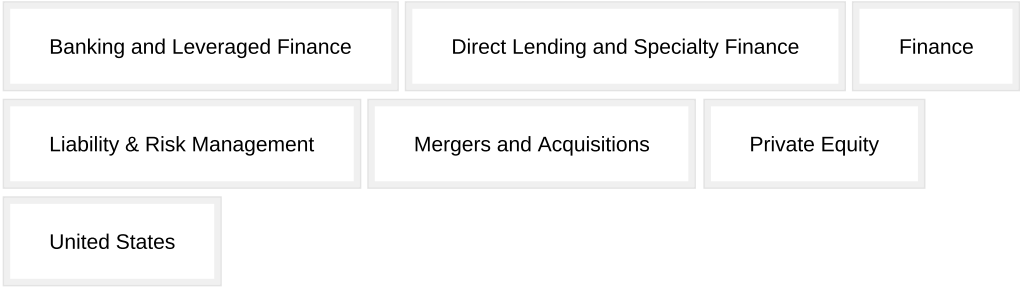 Banking and Leveraged Finance Direct Lending and Specialty Finance Finance
Liability & Risk Management Mergers and Acquisitions Private Equity
United States